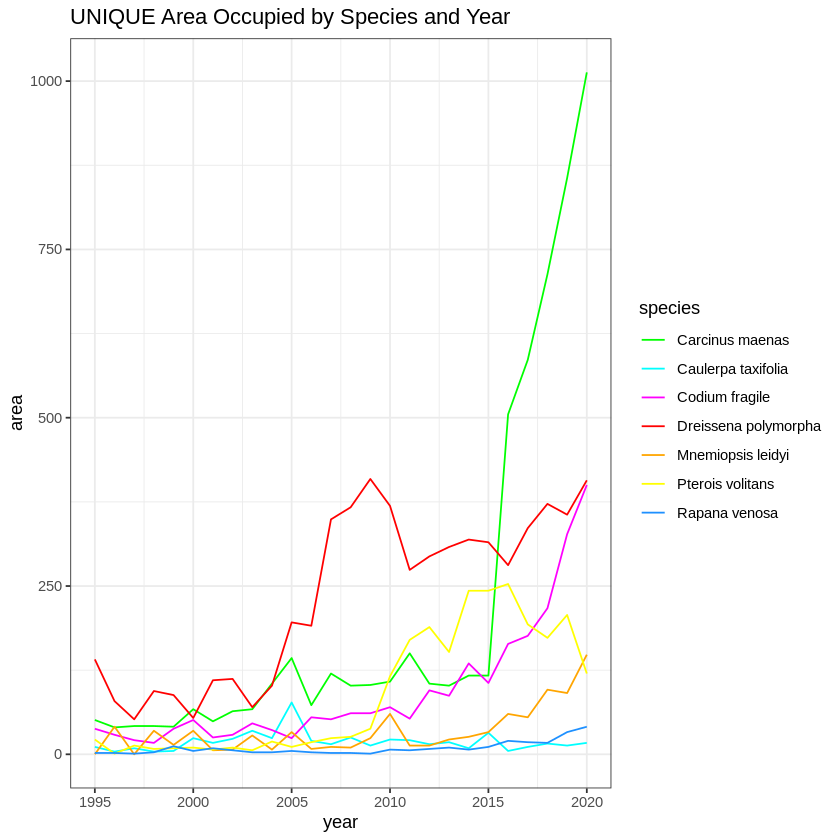 UNIQUE Area Occupied by Species and Year
1000
750
500
250
0
area
1995 2000 2005 2010 2015 2020
year
species
Carcinus maenas
Caulerpa taxifolia
Codium fragile
Dreissena polymorpha
Mnemiopsis leidyi
Pterois volitans
Rapana venosa